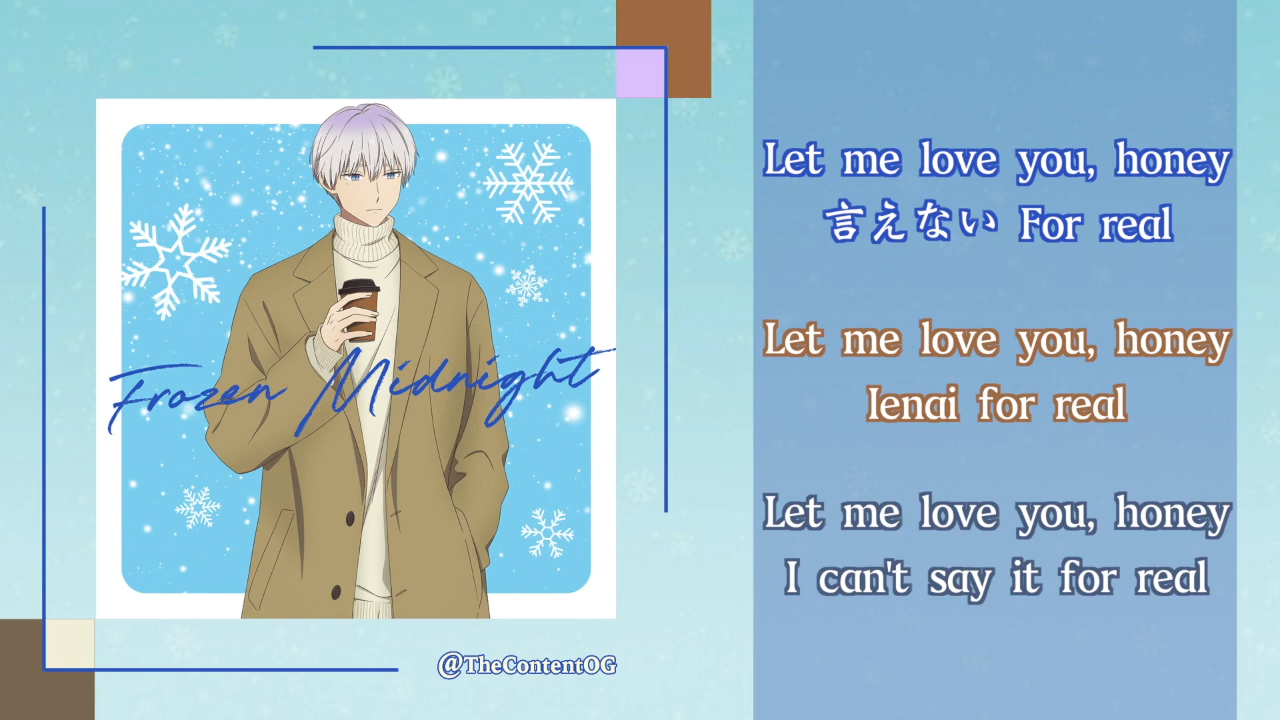 Frozen Midnight
@TheContentOG
Let me love you, honey
言えない For real
Let me love you, honey
Ienai for real
Let me love you, honey
I can't say it for real